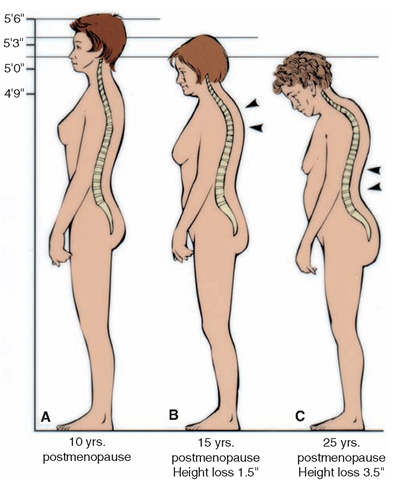 5'6"
5'3"
5'0"
4'9"
A
B
C
10 yrs.
postmenopause
15 yrs.
postmenopause
Height loss 1.5"
25 yrs.
postmenopause
Height loss 3.5"